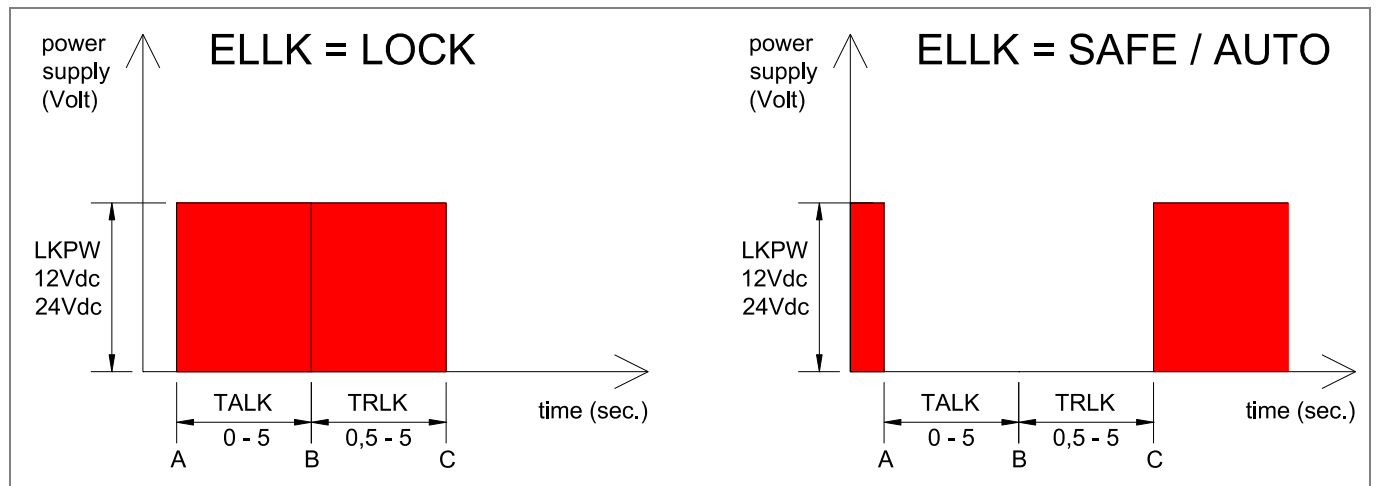 power
supply
(Volt)
ELLK = LOCK
LKPW
12Vdc
24Vdc
TALK
0 - 5
TRLK
0,5 - 5
time (sec.)
A
B
C
power
supply
(Volt)
ELLK = SAFE / AUTO
LKPW
12Vdc
24Vdc
TALK
0 - 5
TRLK
0,5 - 5
time (sec.)
A
B
C